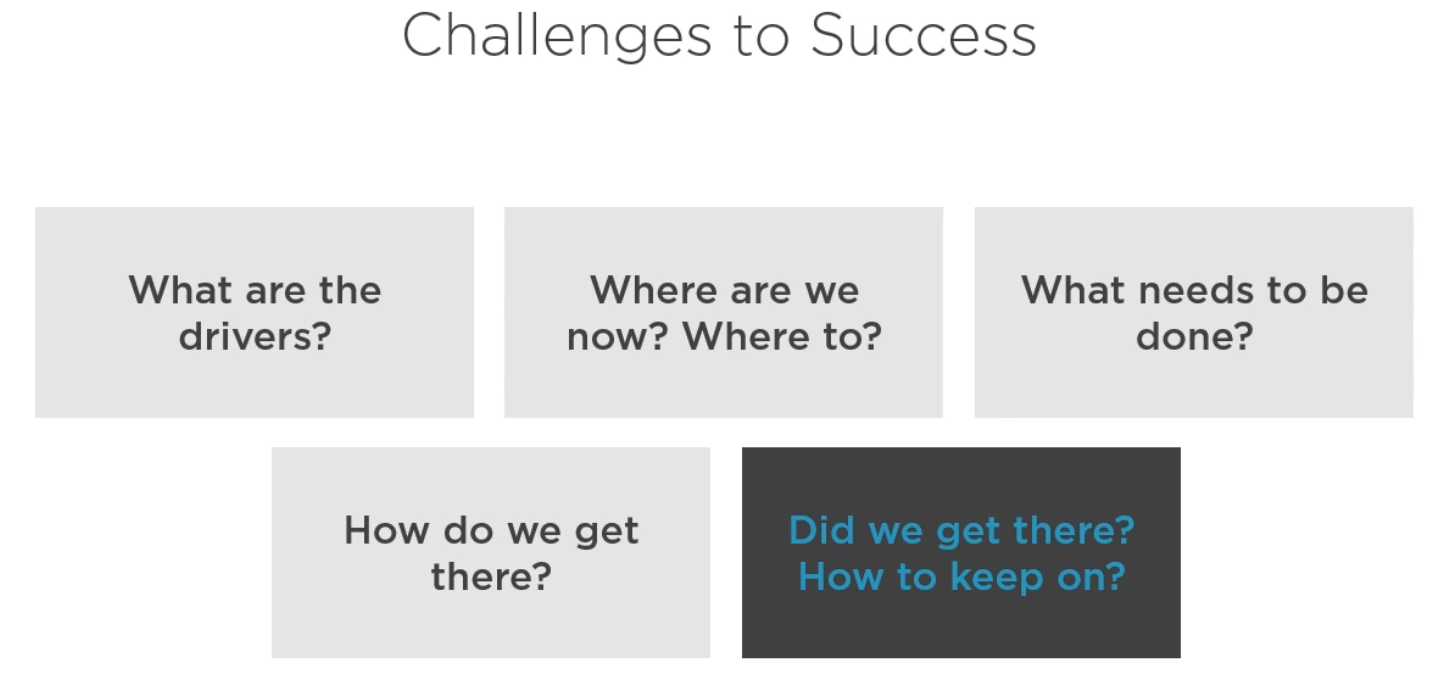 Challenges to Success
What are the
drivers?
Where are we
now? Where to?
What needs to be
done?
How do we get
there?
Did we get there?
How to keep on?